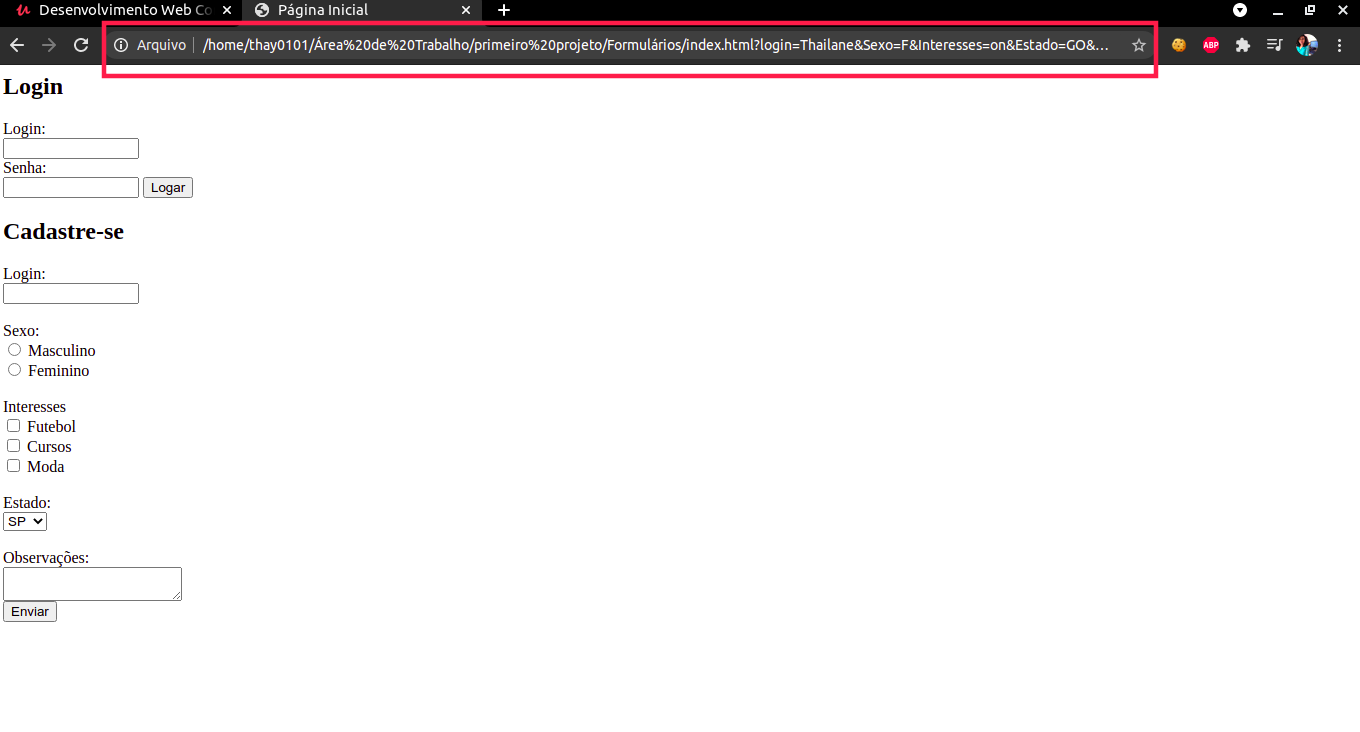 Desenvolvimento Web Co
Página Inicial
Arquivo /home/thay0101/Área%20de%20Trabalho/primeiro%20projeto/Formulários/index.html?login=Thailane&Sexo=F&Interesses=on&Estado=GO&...
ABP
Login
Login:
Senha:
Logar
Cadastre-se
Login:
Sexo:
Masculino
Feminino
Interesses
Futebol
Cursos
Moda
Estado:
SP
Observações:
Enviar